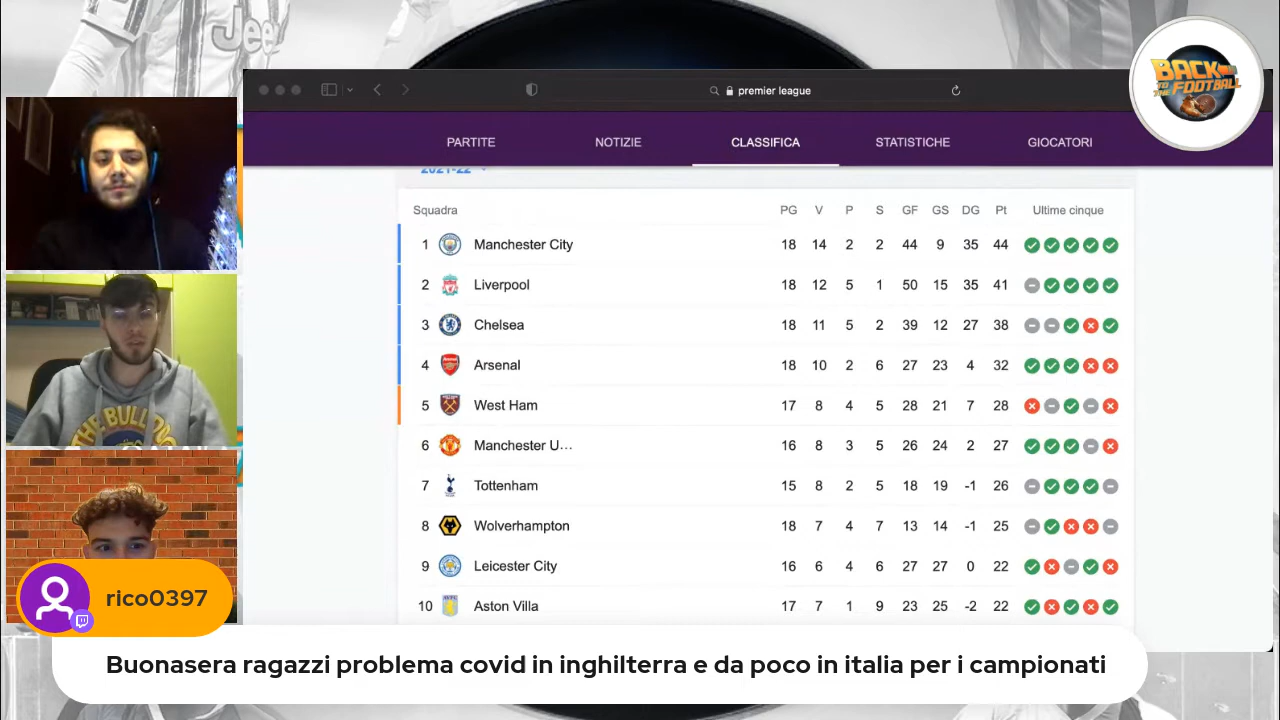 Jeep
BACK
TO THE FOOTBALL
premier league
PARTITE NOTIZIE CLASSIFICA STATISTICHE GIOCATORI
2021-22
Squadra PG V P S GF GS DG Pt Ultime cinque
1 Manchester City 18 14 2 2 44 9 35 44
2 Liverpool 18 12 5 1 50 15 35 41
3 Chelsea 18 11 5 2 39 12 27 38
4 Arsenal 18 10 2 6 27 23 4 32
5 West Ham 17 8 4 5 28 21 7 28
6 Manchester U... 16 8 3 5 26 24 2 27
7 Tottenham 15 8 2 5 18 19 -1 26
8 Wolverhampton 18 7 4 7 13 14 -1 25
9 Leicester City 16 6 4 6 27 27 0 22
10 Aston Villa 17 7 1 9 23 25 -2 22
THE BULLDOG
rico0397
Buonasera ragazzi problema covid in inghilterra e da poco in italia per i campionati